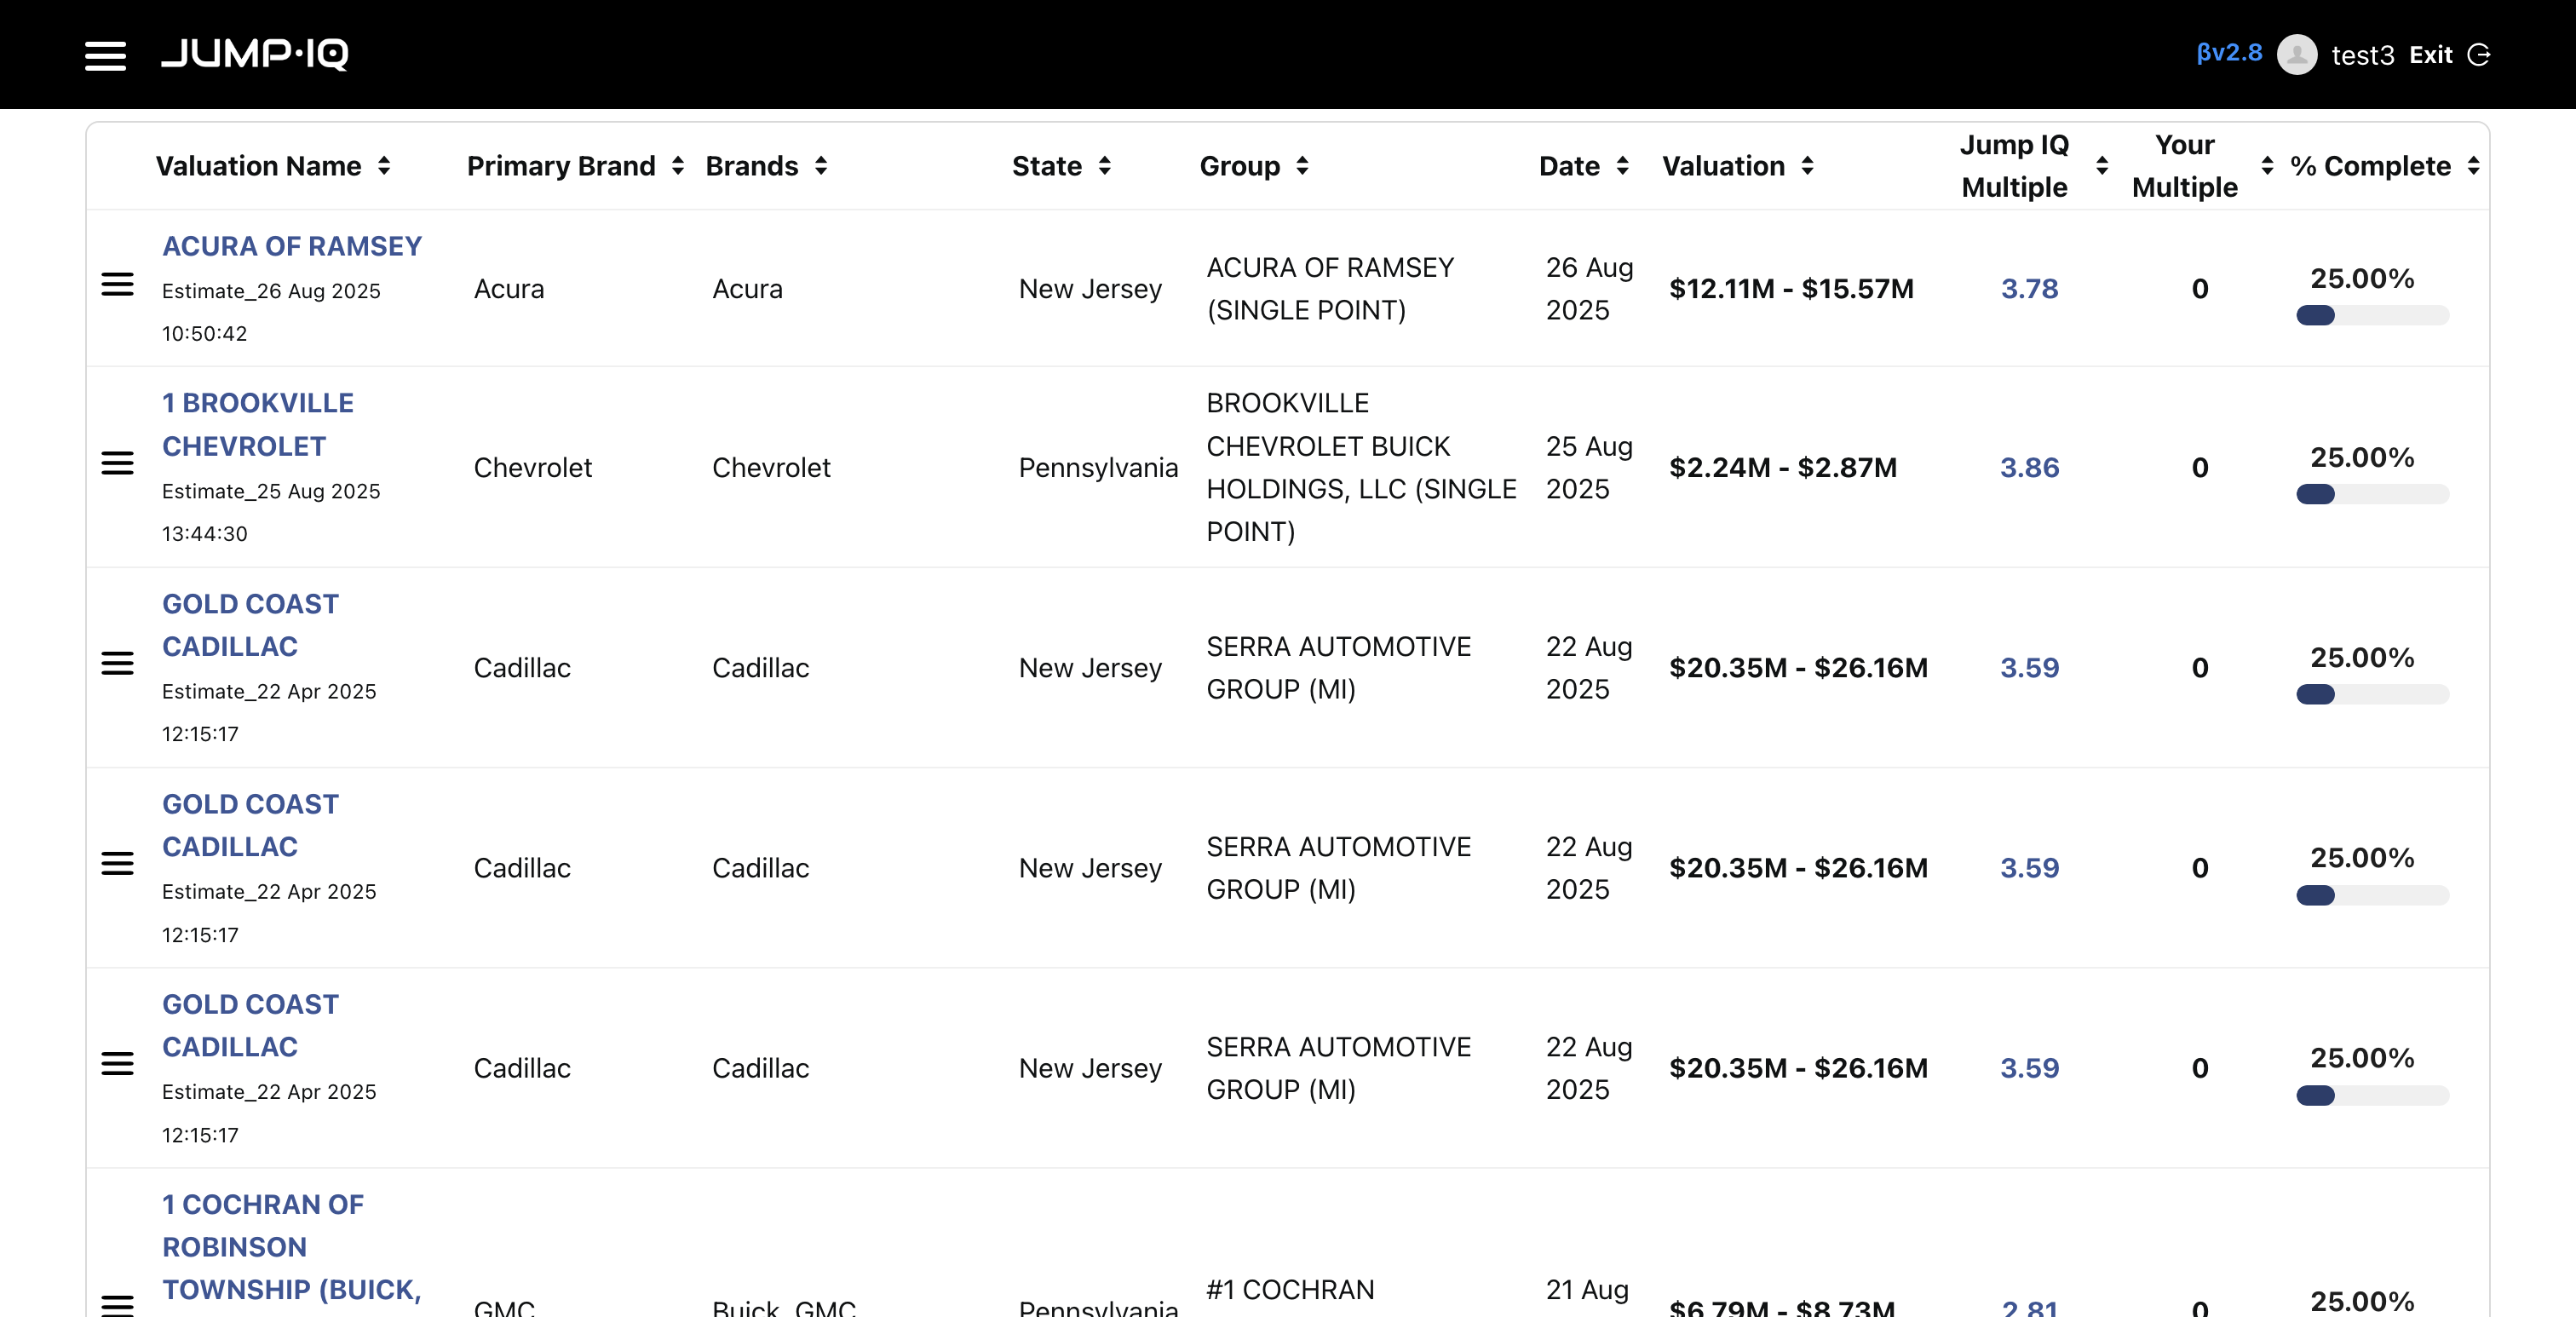 JUMP·IQ
βv2.8 test3 Exit
Valuation Name Primary Brand Brands State Group Date Valuation Jump IQ Multiple Your Multiple % Complete
ACURA OF RAMSEY
Estimate_26 Aug 2025
10:50:42
Acura
Acura
New Jersey
ACURA OF RAMSEY
(SINGLE POINT)
26 Aug
2025
$12.11M - $15.57M
3.78
0
25.00%
1 BROOKVILLE
CHEVROLET
Estimate_25 Aug 2025
13:44:30
Chevrolet
Chevrolet
Pennsylvania
BROOKVILLE
CHEVROLET BUICK
HOLDINGS, LLC (SINGLE
POINT)
25 Aug
2025
$2.24M - $2.87M
3.86
0
25.00%
GOLD COAST
CADILLAC
Estimate_22 Apr 2025
12:15:17
Cadillac
Cadillac
New Jersey
SERRA AUTOMOTIVE
GROUP (MI)
22 Aug
2025
$20.35M - $26.16M
3.59
0
25.00%
GOLD COAST
CADILLAC
Estimate_22 Apr 2025
12:15:17
Cadillac
Cadillac
New Jersey
SERRA AUTOMOTIVE
GROUP (MI)
22 Aug
2025
$20.35M - $26.16M
3.59
0
25.00%
GOLD COAST
CADILLAC
Estimate_22 Apr 2025
12:15:17
Cadillac
Cadillac
New Jersey
SERRA AUTOMOTIVE
GROUP (MI)
22 Aug
2025
$20.35M - $26.16M
3.59
0
25.00%
1 COCHRAN OF
ROBINSON
TOWNSHIP (BUICK,
GMC
Buick, GMC
Pennsylvania
#1 COCHRAN
21 Aug
$6.79M - $8.73M
2.81
0
25.00%